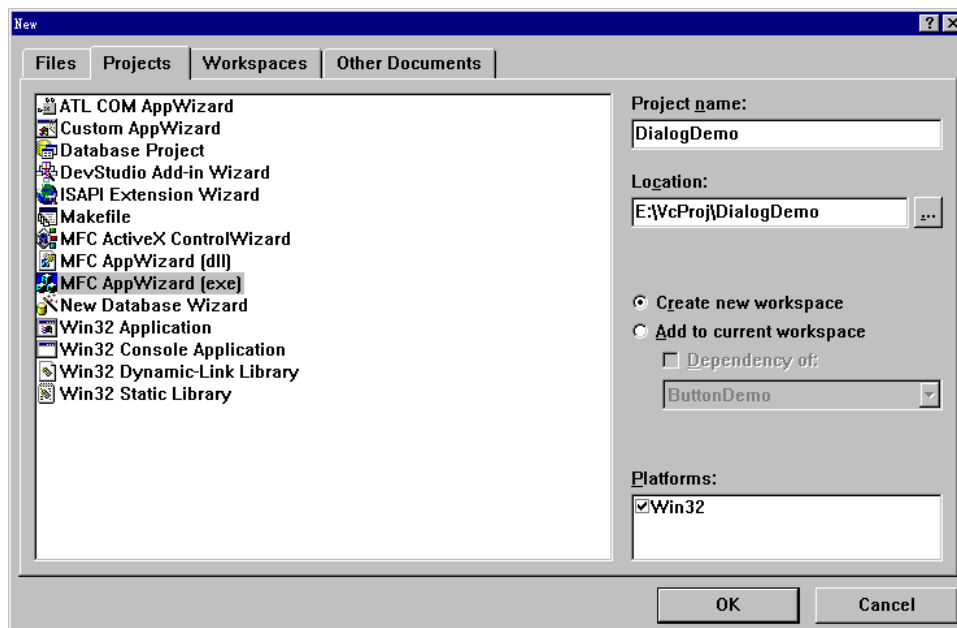 New
Files Projects Workspaces Other Documents
ATL COM AppWizard
Custom AppWizard
Database Project
DevStudio Add-in Wizard
ISAPI Extension Wizard
Makefile
MFC ActiveX ControlWizard
MFC AppWizard (dll)
MFC AppWizard (exe)
New Database Wizard
Win32 Application
Win32 Console Application
Win32 Dynamic-Link Library
Win32 Static Library
Project name:
DialogDemo
Location:
E:\VcProj\DialogDemo
...
Create new workspace
Add to current workspace
Dependency of:
ButtonDemo
Platforms:
Win32
OK Cancel